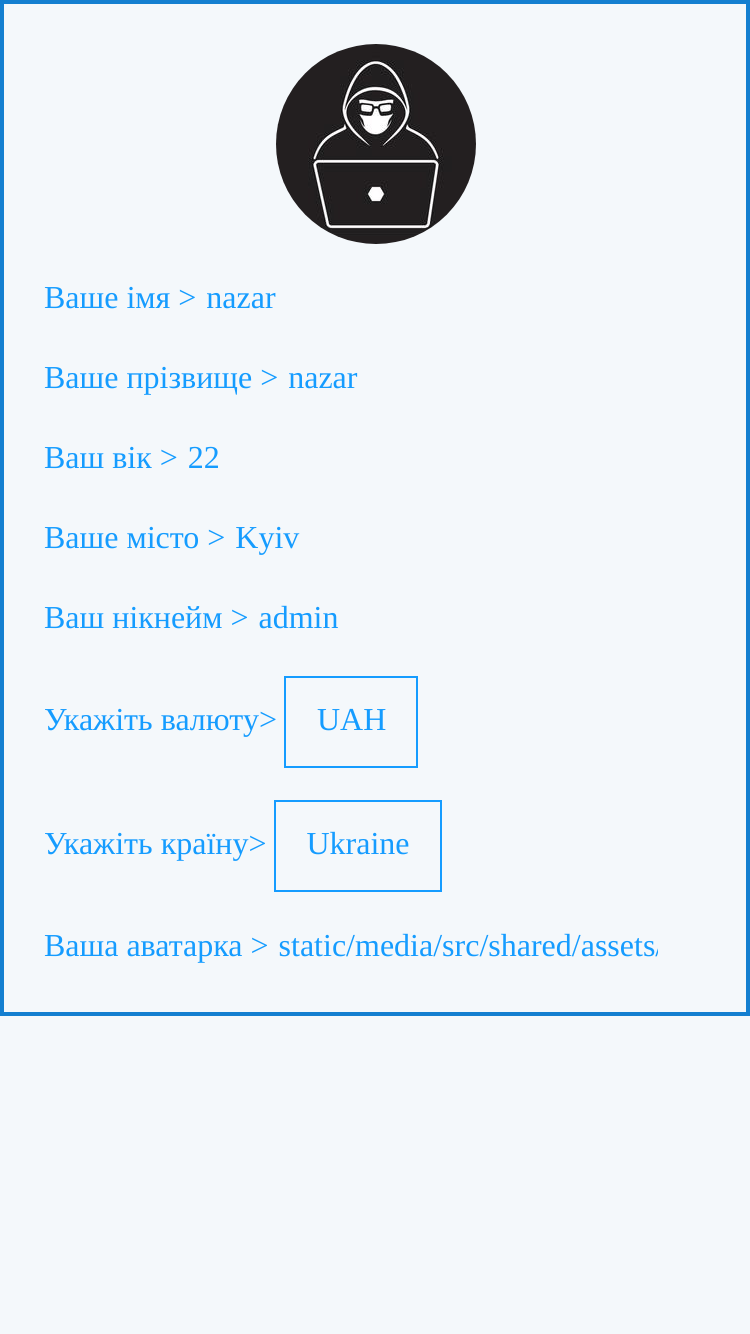 Ваше імя > nazar
Ваше прізвище > nazar
Ваш вік > 22
Ваше місто > Kyiv
Ваш нікнейм > admin
Укажіть валюту> UAH
Укажіть країну> Ukraine
Ваша аватарка > static/media/src/shared/assets/